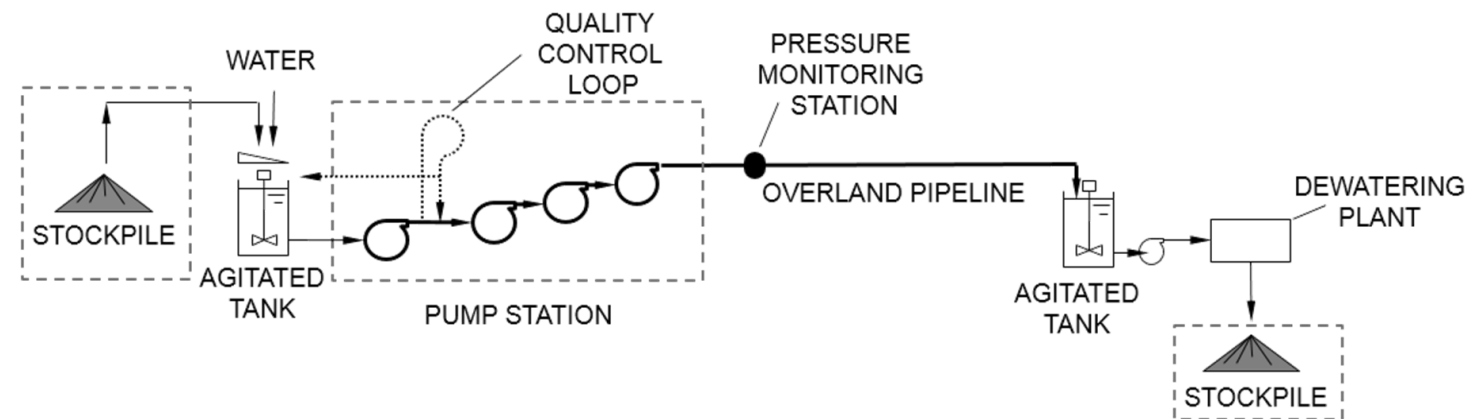 QUALITY
CONTROL
LOOP
WATER
PRESSURE
MONITORING
STATION
STOCKPILE
AGITATED
TANK
PUMP STATION
OVERLAND PIPELINE
DEWATERING
PLANT
AGITATED
TANK
STOCKPILE